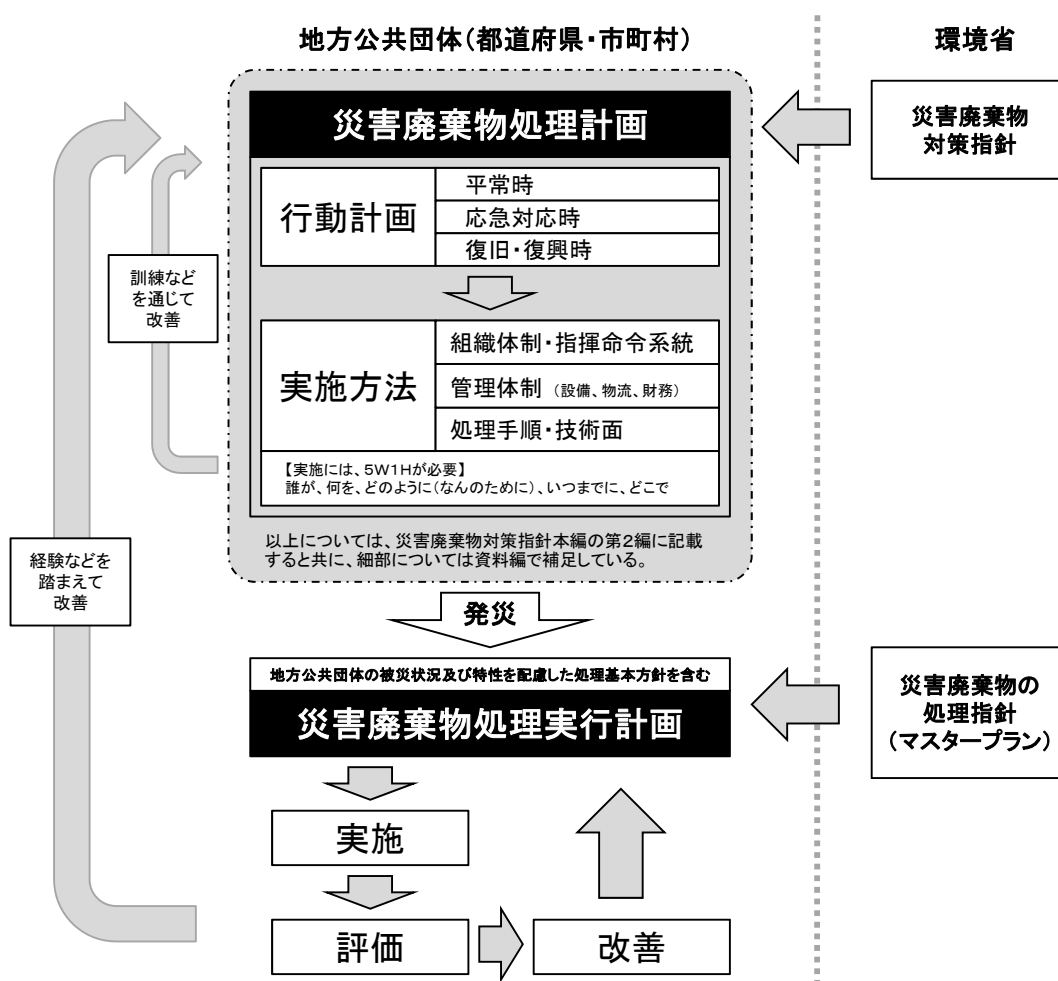 地方公共団体(都道府県・市町村)
環境省
災害廃棄物処理計画
災害廃棄物
対策指針
行動計画
平常時
応急対応時
復旧・復興時
訓練など
を通じて
改善
実施方法
組織体制・指揮命令系統
管理体制 (設備、物流、財務)
処理手順・技術面
【実施には、5W1Hが必要】
誰が、何を、どのように(なんのために)、いつまでに、どこで
以上については、災害廃棄物対策指針本編の第2編に記載
すると共に、細部については資料編で補足している。
経験などを
踏まえて
改善
発災
地方公共団体の被災状況及び特性を配慮した処理基本方針を含む
災害廃棄物処理実行計画
災害廃棄物の
処理指針
(マスタープラン)
実施
評価
改善